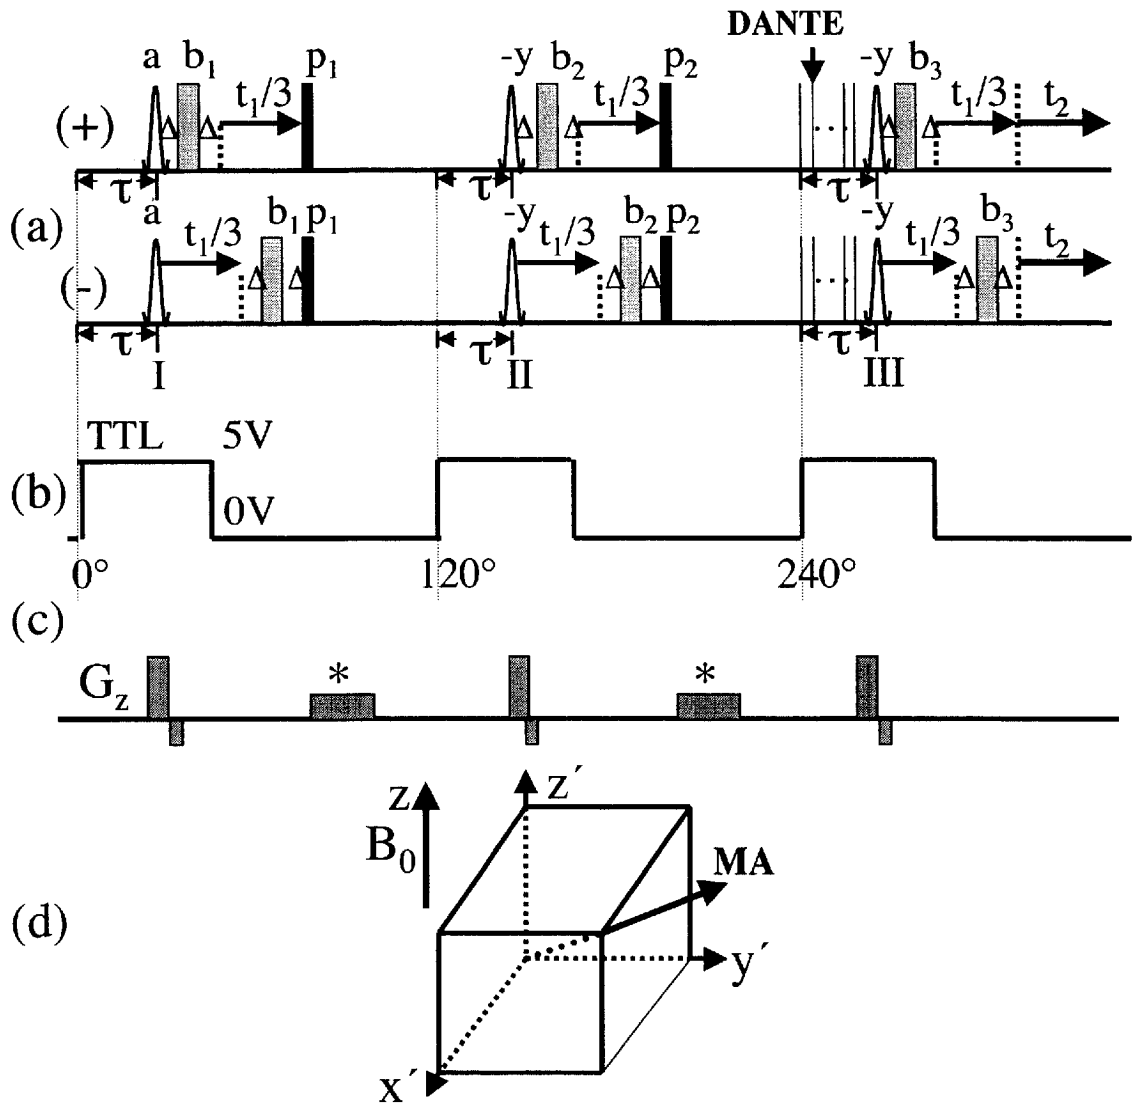 DANTE
a b₁ p₁ -y b₂ p₂ -y b₃
(+) Δ Δ t₁/3 Δ Δ t₁/3 ... Δ Δ t₁/3 t₂
τ τ τ
(a)
a b₁ p₁ -y b₂ p₂ -y b₃
(-) t₁/3 Δ Δ t₁/3 Δ Δ ... t₁/3 Δ Δ t₂
τ τ τ
I II III
TTL 5V
(b)
0V
0° 120° 240°
(c)
G_z * *
z z´
B₀
MA
(d)
y´
x´